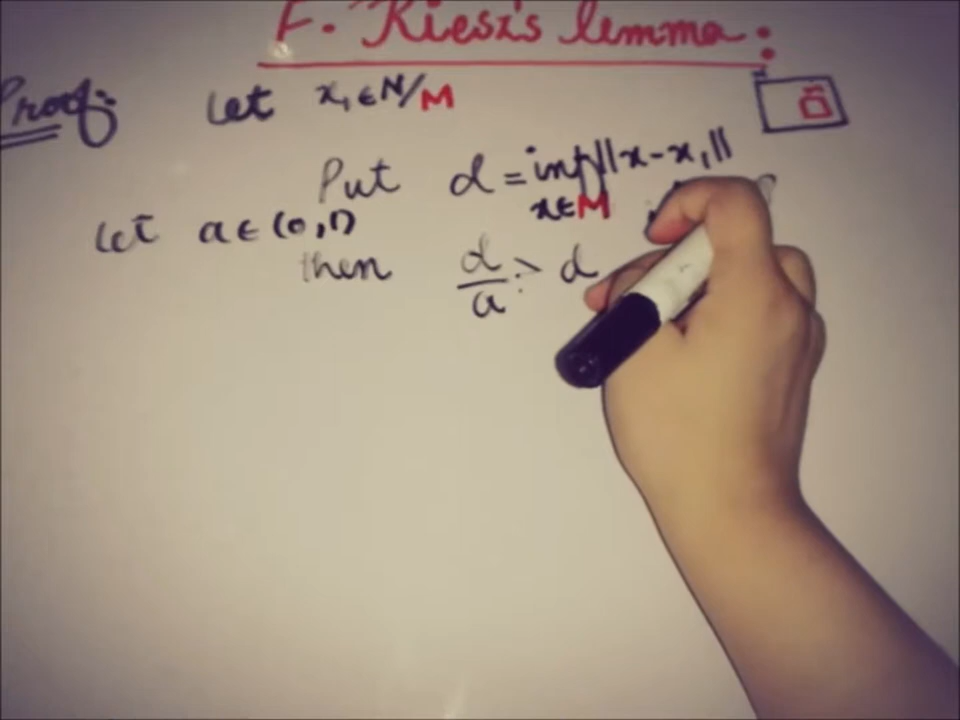 F. Riesz's lemma:
Proof:- Let x₁ ∈ N/M
Put d = inf ||x-x₁||
x∈M
Let a ∈ (0,1)
then d/a > d